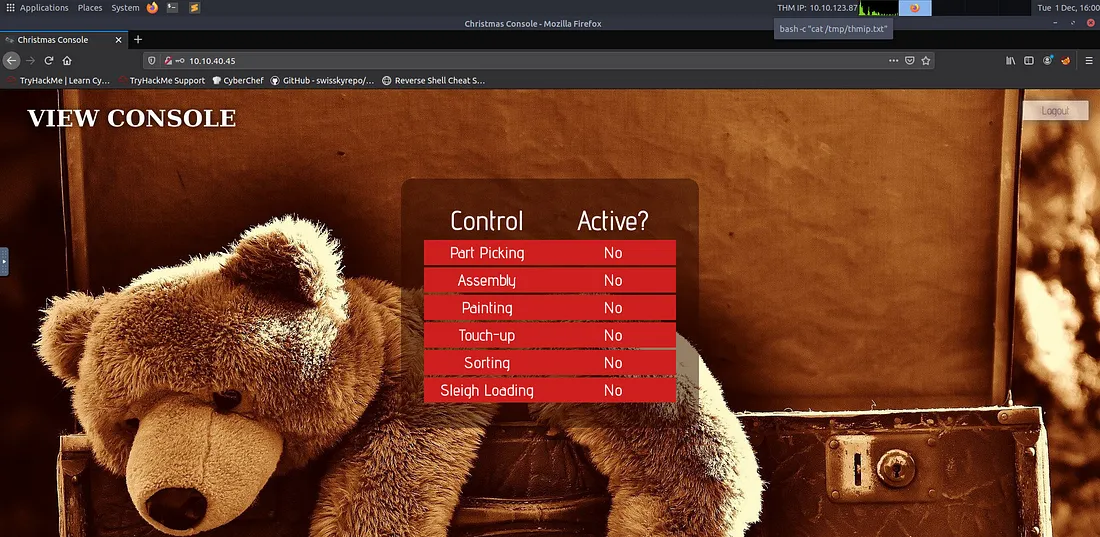 Applications Places System THM IP: 10.10.123.87 Tue 1 Dec, 16:00
Christmas Console - Mozilla Firefox
bash -c "cat /tmp/thmip.txt"
Christmas Console
10.10.40.45
TryHackMe | Learn Cy… TryHackMe Support CyberChef GitHub - swisskyrepo/… Reverse Shell Cheat S…
VIEW CONSOLE
Logout
Control Active?
Part Picking No
Assembly No
Painting No
Touch-up No
Sorting No
Sleigh Loading No